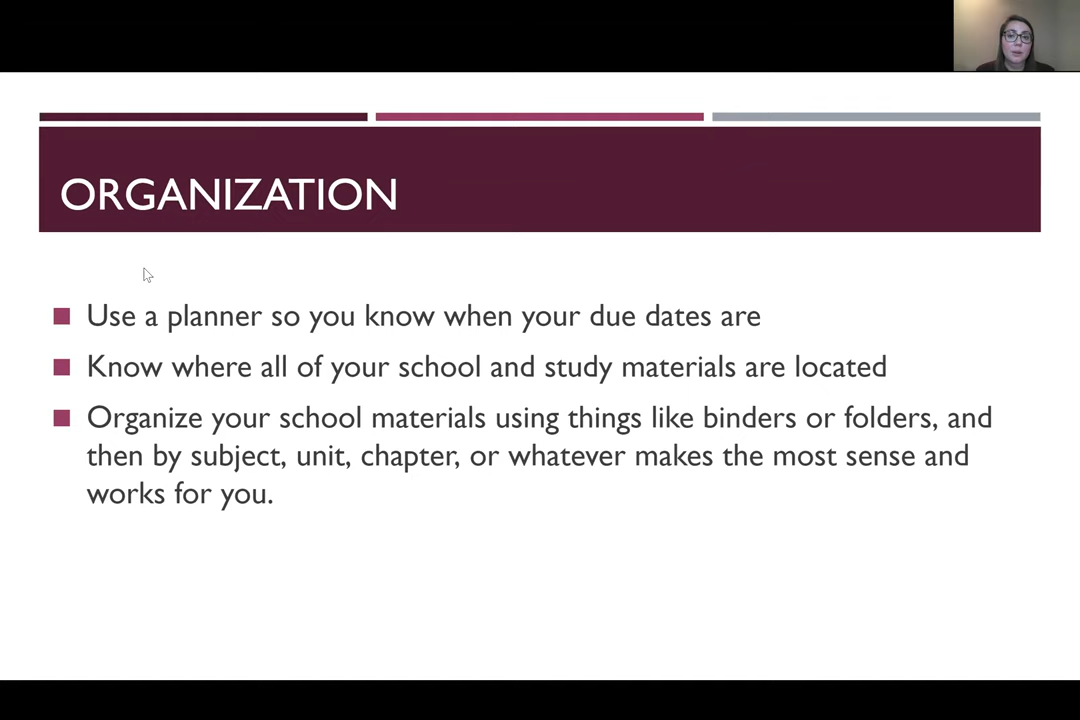 ORGANIZATION
Use a planner so you know when your due dates are
Know where all of your school and study materials are located
Organize your school materials using things like binders or folders, and
then by subject, unit, chapter, or whatever makes the most sense and
works for you.